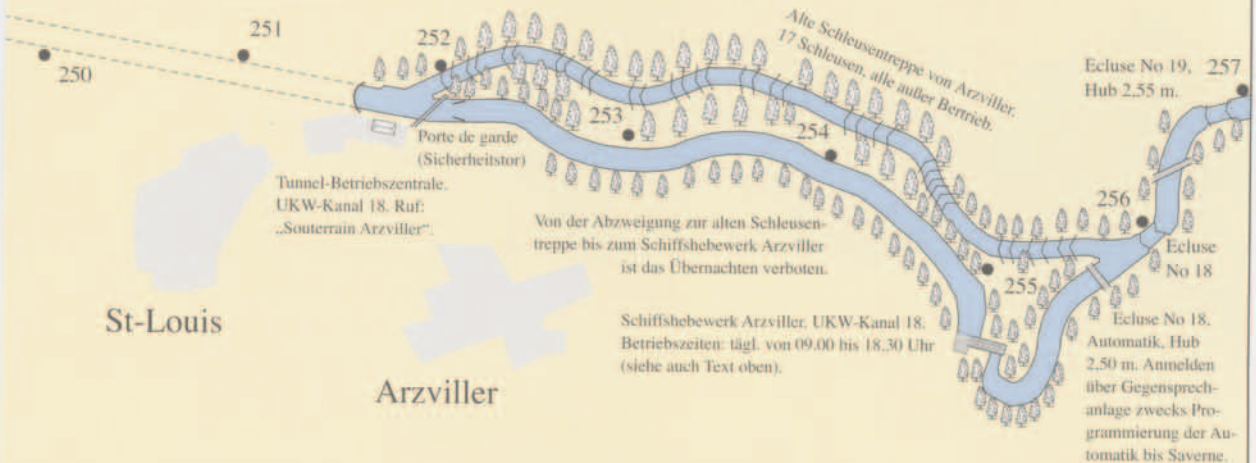 250
251
252
Alte Schleusentreppe von Arzviller.
17 Schleusen, alle außer Bertrieb.
Ecluse No 19,
Hub 2,55 m.
257
253
254
Porte de garde
(Sicherheitstor)
Tunnel-Betriebszentrale.
UKW-Kanal 18. Ruf:
„Souterrain Arzviller“.
Von der Abzweigung zur alten Schleusen-
treppe bis zum Schiffshebewerk Arzviller
ist das Übernachten verboten.
255
256
Ecluse
No 18
St-Louis
Arzviller
Schiffshebewerk Arzviller. UKW-Kanal 18.
Betriebszeiten: tägl. von 09.00 bis 18.30 Uhr
(siehe auch Text oben).
Ecluse No 18.
Automatik, Hub
2,50 m. Anmelden
über Gegensprech-
anlage zwecks Pro-
grammierung der Au-
tomatik bis Saverne.